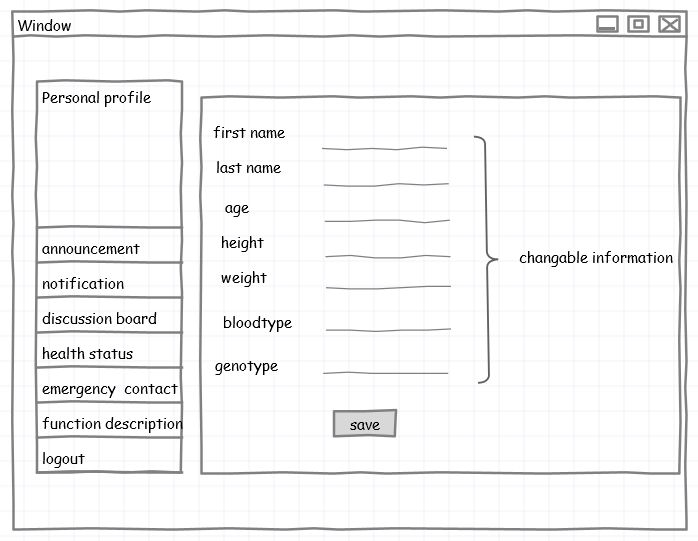 Window
Personal profile
announcement
notification
discussion board
health status
emergency contact
function description
logout
first name
last name
age
height
weight
bloodtype
genotype
changable information
save